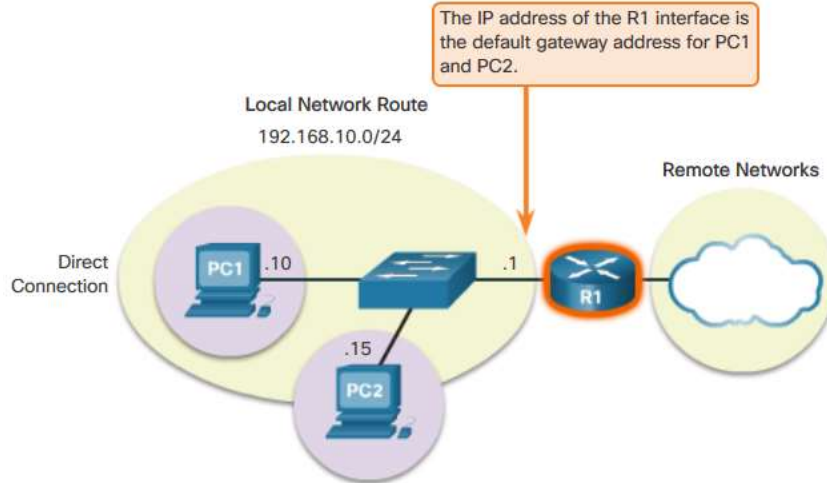 The IP address of the R1 interface is
the default gateway address for PC1
and PC2.
Local Network Route
192.168.10.0/24
Remote Networks
Direct
Connection
PC1
.10
.1
R1
.15
PC2